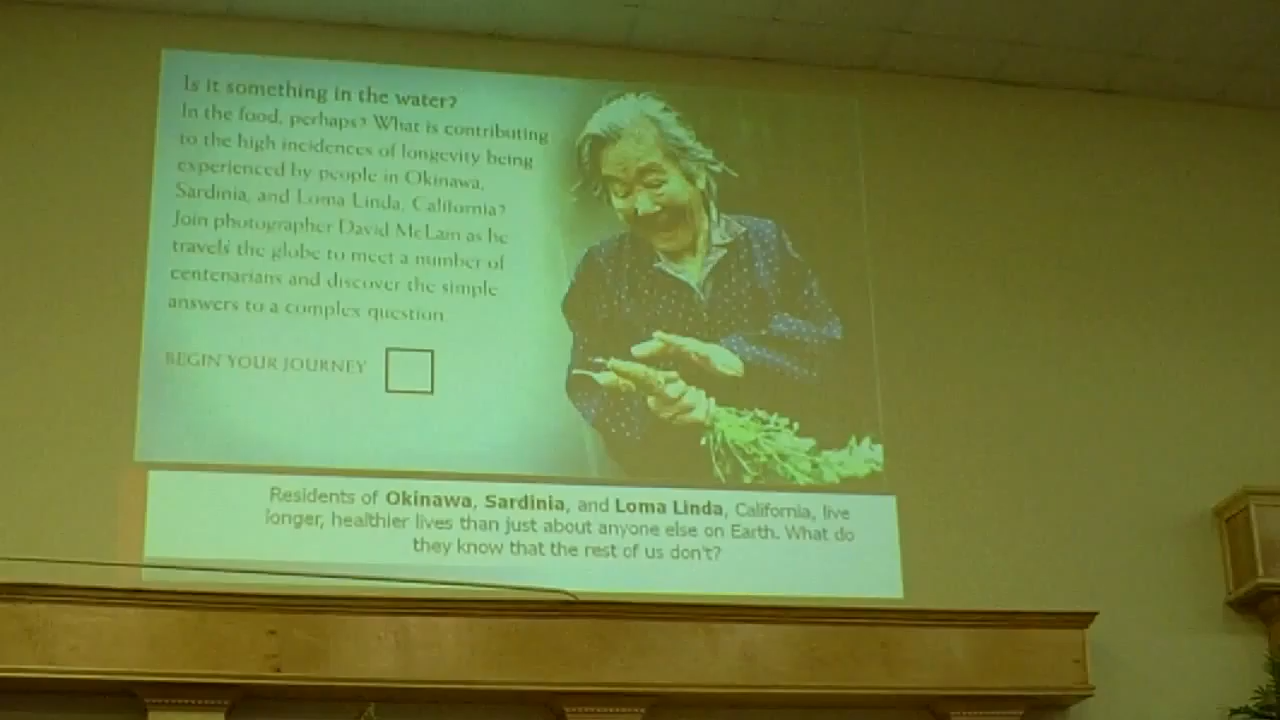 Is it something in the water?
In the food, perhaps? What is contributing
to the high incidences of longevity being
experienced by people in Okinawa,
Sardinia, and Loma Linda, California?
Join photographer David McLain as he
travels the globe to meet a number of
centenarians and discover the simple
answers to a complex question.
BEGIN YOUR JOURNEY
Residents of Okinawa, Sardinia, and Loma Linda, California, live
longer, healthier lives than just about anyone else on Earth. What do
they know that the rest of us don't?